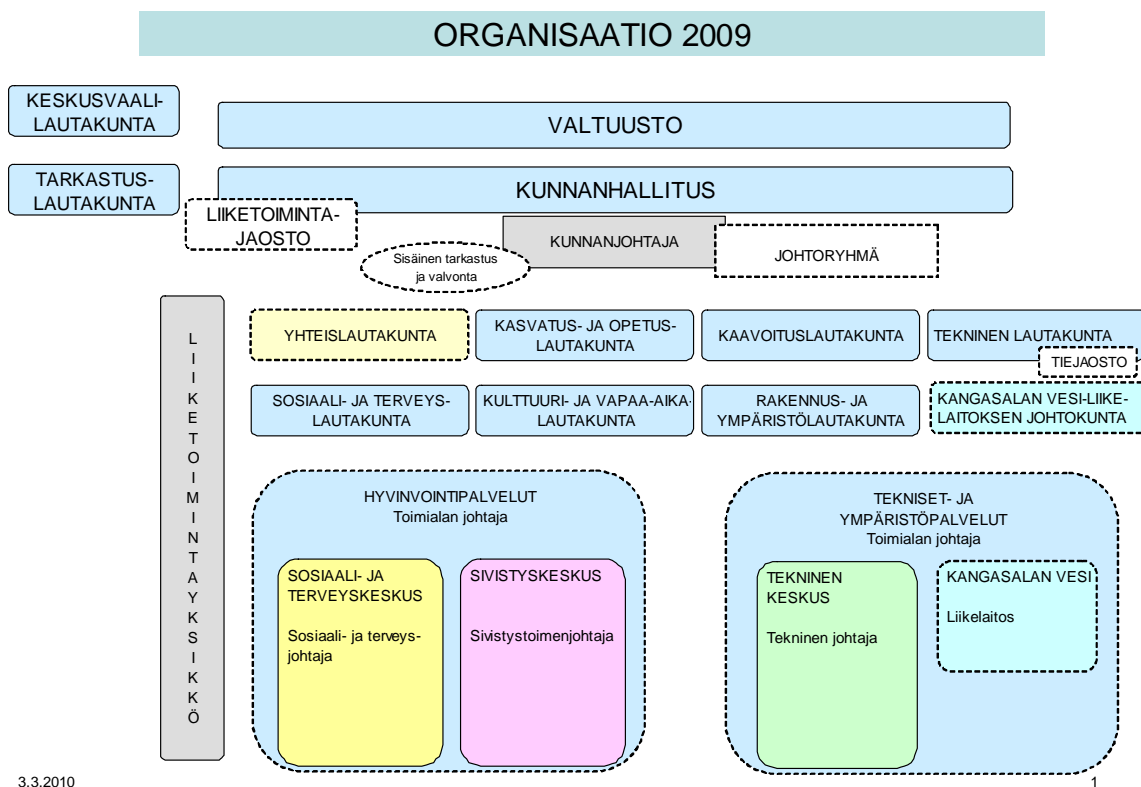 ORGANISAATIO 2009
KESKUSVAALI-
LAUTAKUNTA
VALTUUSTO
TARKASTUS-
LAUTAKUNTA
KUNNANHALLITUS
LIIKETOIMINTA-
JAOSTO
KUNNANJOHTAJA
JOHTORYHMÄ
Sisäinen tarkastus
ja valvonta
LIIKETOIMINTAYKSIKKÖ
YHTEISLAUTAKUNTA
KASVATUS- JA OPETUS-
LAUTAKUNTA
KAAVOITUSLAUTAKUNTA
TEKNINEN LAUTAKUNTA
TIEJAOSTO
SOSIAALI- JA TERVEYS-
LAUTAKUNTA
KULTTUURI- JA VAPAA-AIKA-
LAUTAKUNTA
RAKENNUS- JA
YMPÄRISTÖLAUTAKUNTA
KANGASALAN VESI-LIIKE-
LAITOKSEN JOHTOKUNTA
HYVINVOINTIPALVELUT
Toimialan johtaja
SOSIAALI- JA
TERVEYSKESKUS
Sosiaali- ja terveys-
johtaja
SIVISTYSKESKUS
Sivistystoimenjohtaja
TEKNISET- JA
YMPÄRISTÖPALVELUT
Toimialan johtaja
TEKNINEN
KESKUS
Tekninen johtaja
KANGASALAN VESI
Liikelaitos
3.3.2010
1